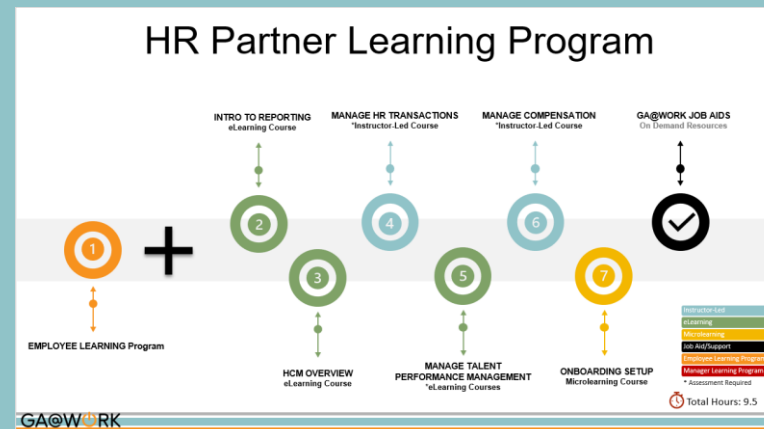 HR Partner Learning Program
INTRO TO REPORTING
eLearning Course
MANAGE HR TRANSACTIONS
*Instructor-Led Course
MANAGE COMPENSATION
*Instructor-Led Course
GA@WORK JOB AIDS
On Demand Resources
1
+
2
3
4
5
6
7
EMPLOYEE LEARNING Program
HCM OVERVIEW
eLearning Course
MANAGE TALENT
PERFORMANCE MANAGEMENT
*eLearning Courses
ONBOARDING SETUP
Microlearning Course
Instructor-Led
eLearning
Microlearning
Job Aid/Support
Employee Learning Program
Manager Learning Program
* Assessment Required
Total Hours: 9.5
GA@WORK